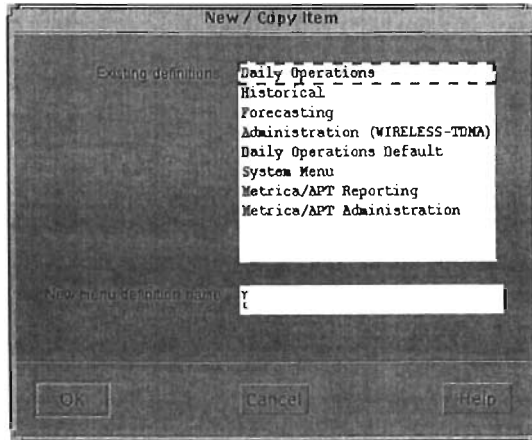 New / Copy Item
Existing definitions
Daily Operations
Historical
Forecasting
Administration (WIRELESS-TDMA)
Daily Operations Default
System Menu
Metrica/APT Reporting
Metrica/APT Administration
New menu definition name
OK
Cancel
Help